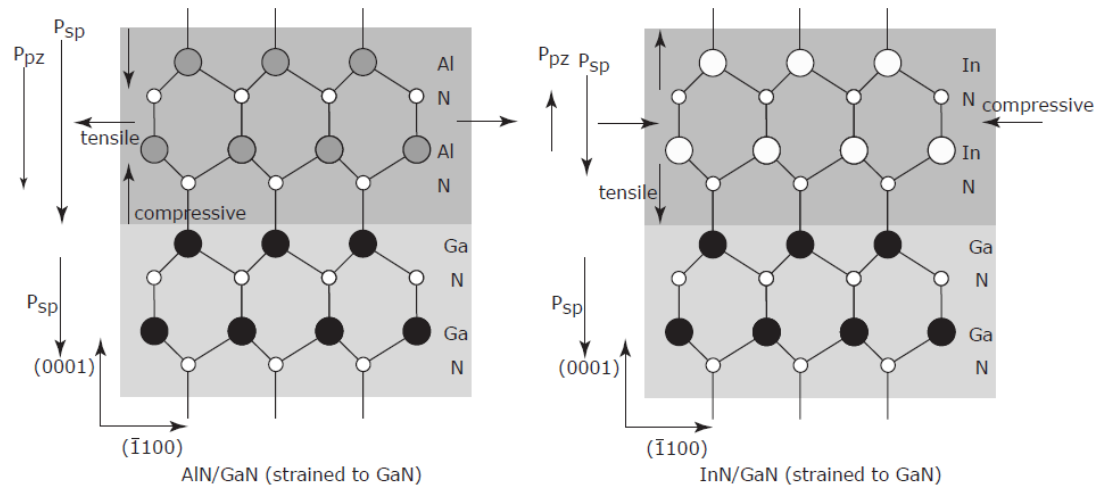 P_sp
P_pz
Al
N
tensile
Al
N
compressive
Ga
N
P_sp
Ga
(0001)
N
(1̄100)
AlN/GaN (strained to GaN)
P_pz P_sp
In
N
compressive
In
tensile
N
Ga
N
P_sp
Ga
(0001)
N
(1̄100)
InN/GaN (strained to GaN)